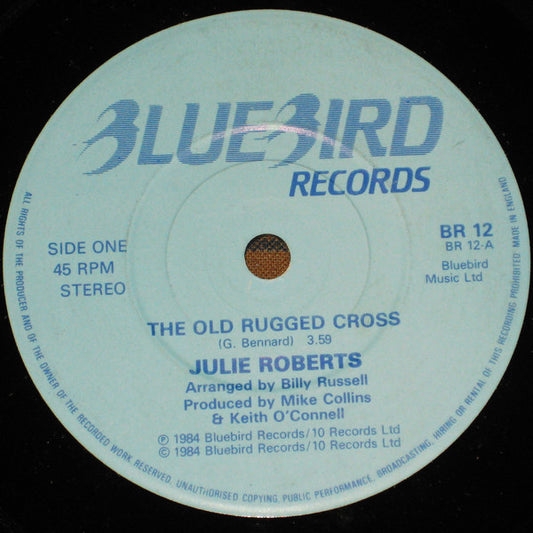 BLUEBIRD
RECORDS
SIDE ONE
45 RPM
STEREO
BR 12
BR 12-A
Bluebird
Music Ltd
THE OLD RUGGED CROSS
(G. Bennard) 3.59
JULIE ROBERTS
Arranged by Billy Russell
Produced by Mike Collins
& Keith O'Connell
℗ 1984 Bluebird Records/10 Records Ltd
© 1984 Bluebird Records/10 Records Ltd
ALL RIGHTS OF THE PRODUCER AND OF THE OWNER OF THE RECORDED WORK RESERVED. UNAUTHORISED COPYING, PUBLIC PERFORMANCE, BROADCASTING, HIRING OR RENTAL OF THIS RECORDING PROHIBITED. MADE IN ENGLAND